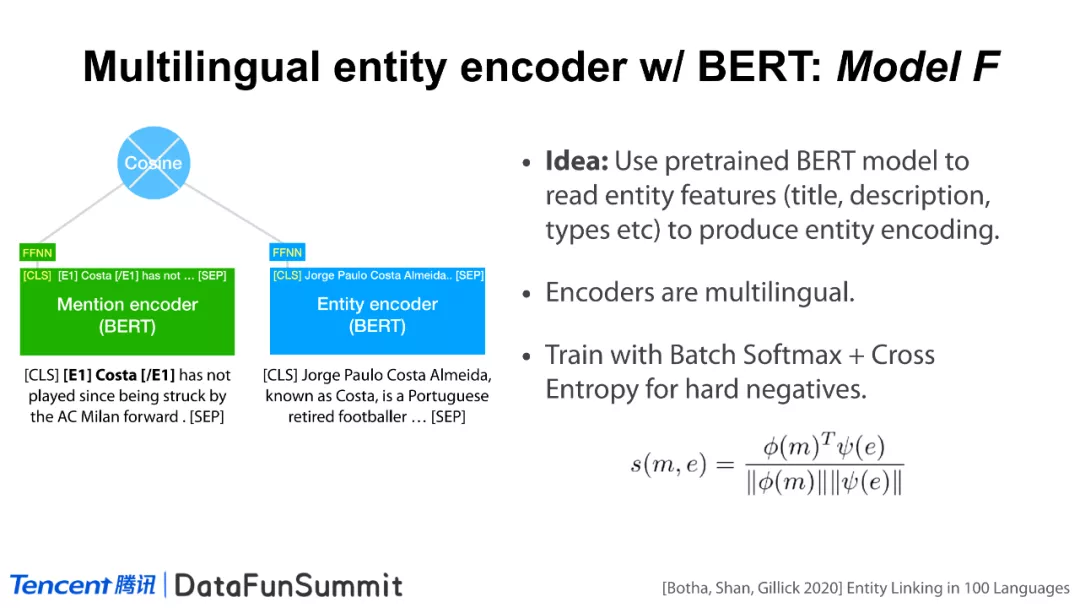 Multilingual entity encoder w/ BERT: Model F
Cosine
FFNN
[CLS] [E1] Costa [/E1] has not … [SEP]
Mention encoder
(BERT)
[CLS] [E1] Costa [/E1] has not
played since being struck by
the AC Milan forward . [SEP]
FFNN
[CLS] Jorge Paulo Costa Almeida.. [SEP]
Entity encoder
(BERT)
[CLS] Jorge Paulo Costa Almeida,
known as Costa, is a Portuguese
retired footballer … [SEP]
• Idea: Use pretrained BERT model to
read entity features (title, description,
types etc) to produce entity encoding.
• Encoders are multilingual.
• Train with Batch Softmax + Cross
Entropy for hard negatives.
s(m, e) = ϕ(m)ᵀψ(e) / ‖ϕ(m)‖‖ψ(e)‖
Tencent 腾讯 | DataFunSummit
[Botha, Shan, Gillick 2020] Entity Linking in 100 Languages